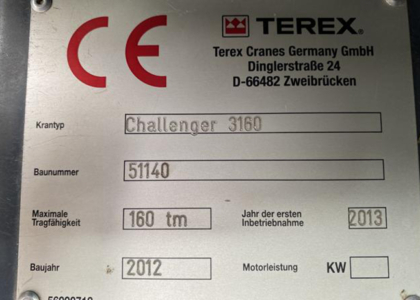 CE
TEREX®
Terex Cranes Germany GmbH
Dinglerstraße 24
D-66482 Zweibrücken
Krantyp Challenger 3160
Baunummer 51140
Maximale Tragfähigkeit 160 tm Jahr der ersten Inbetriebnahme 2013
Baujahr 2012 Motorleistung KW